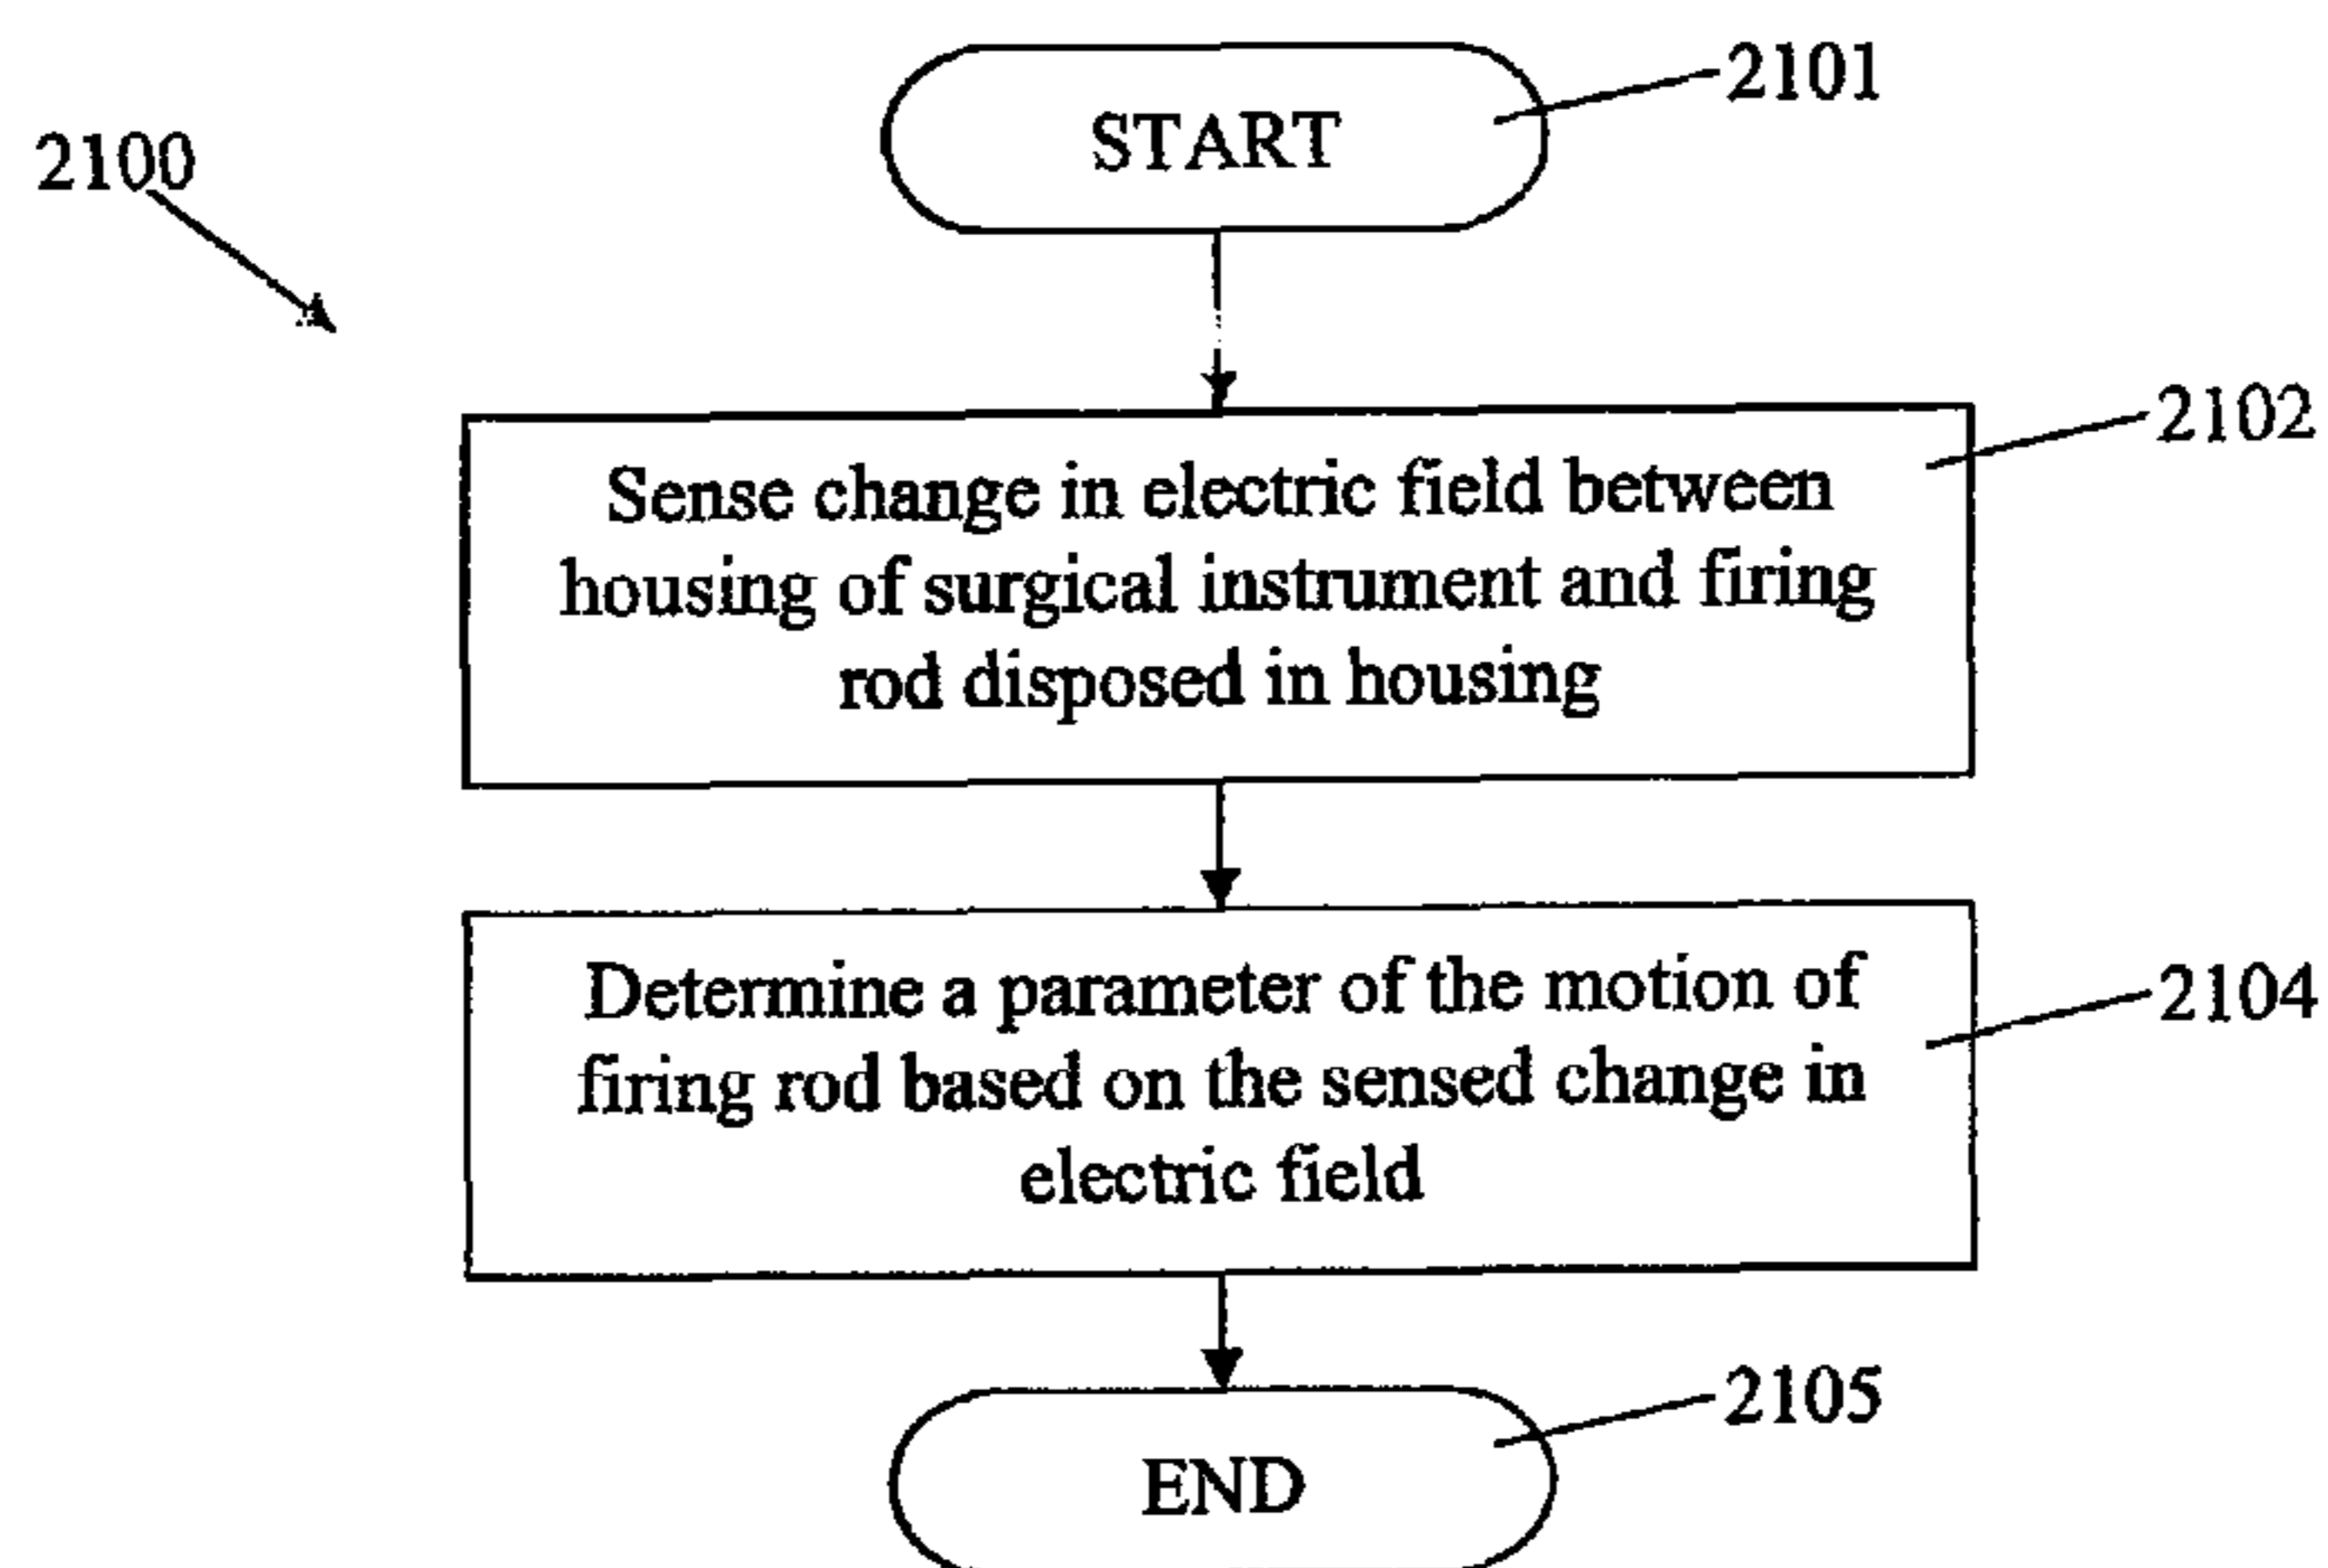 2100
START
2101
Sense change in electric field between
housing of surgical instrument and firing
rod disposed in housing
2102
Determine a parameter of the motion of
firing rod based on the sensed change in
electric field
2104
END
2105